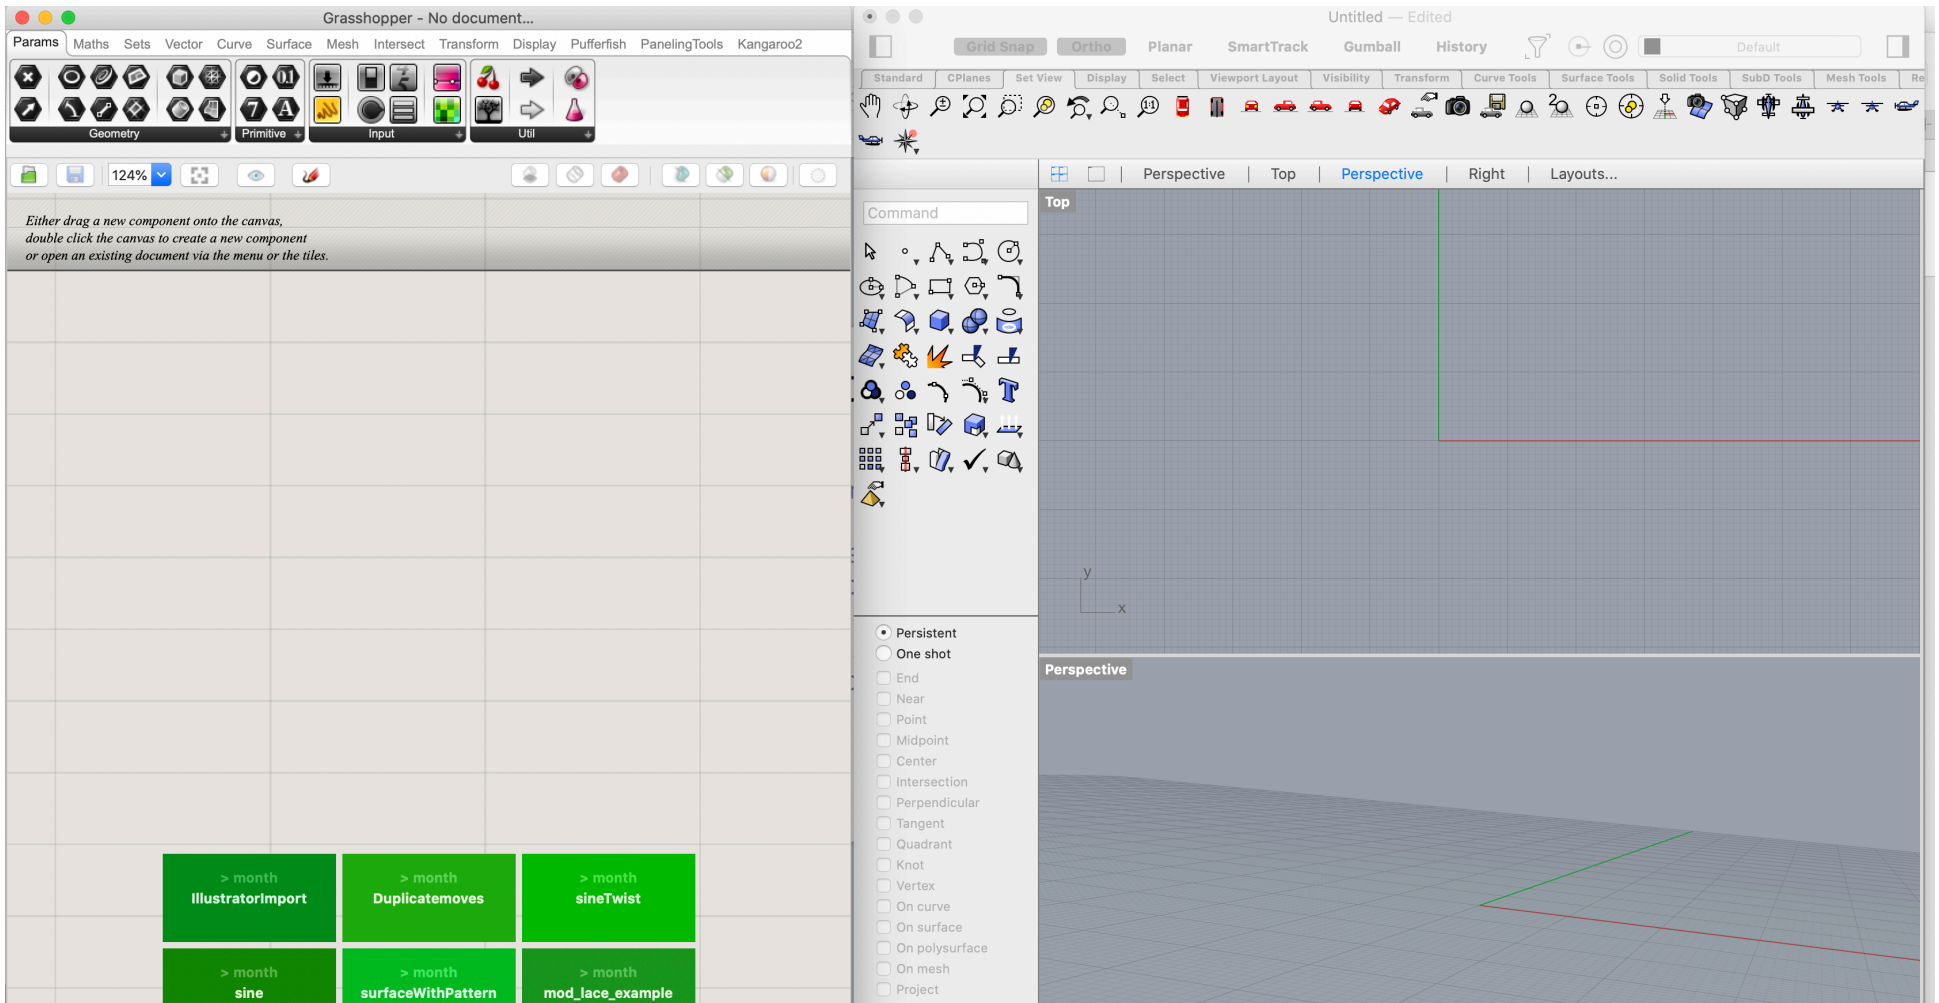 Grasshopper - No document...
Params Maths Sets Vector Curve Surface Mesh Intersect Transform Display Pufferfish PanelingTools Kangaroo2
Geometry Primitive Input Util
124%
Either drag a new component onto the canvas,
double click the canvas to create a new component
or open an existing document via the menu or the tiles.
> month
IllustratorImport
> month
Duplicatemoves
> month
sineTwist
> month
sine
> month
surfaceWithPattern
> month
mod_lace_example
Untitled — Edited
Grid Snap Ortho Planar SmartTrack Gumball History Default
Standard CPlanes Set View Display Select Viewport Layout Visibility Transform Curve Tools Surface Tools Solid Tools SubD Tools Mesh Tools Re
Perspective | Top | Perspective | Right | Layouts...
Command
Top
y
x
Perspective
Persistent
One shot
End
Near
Point
Midpoint
Center
Intersection
Perpendicular
Tangent
Quadrant
Knot
Vertex
On curve
On surface
On polysurface
On mesh
Project